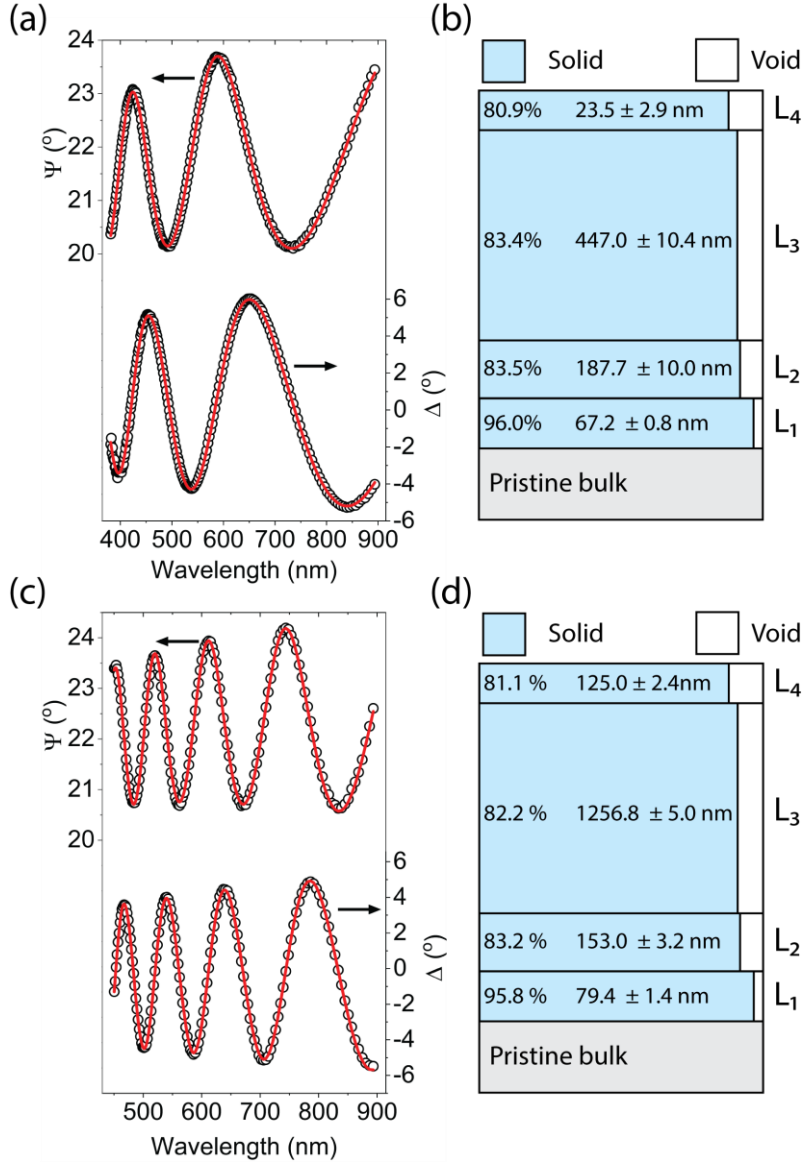 (a)
24
23
22
21
20
Ψ (°)
6
4
2
0
-2
-4
-6
Δ (°)
400 500 600 700 800 900
Wavelength (nm)
(b)
Solid Void
80.9% 23.5 ± 2.9 nm L4
83.4% 447.0 ± 10.4 nm L3
83.5% 187.7 ± 10.0 nm L2
96.0% 67.2 ± 0.8 nm L1
Pristine bulk
(c)
24
23
22
21
20
Ψ (°)
6
4
2
0
-2
-4
-6
Δ (°)
500 600 700 800 900
Wavelength (nm)
(d)
Solid Void
81.1 % 125.0 ± 2.4nm L4
82.2 % 1256.8 ± 5.0 nm L3
83.2 % 153.0 ± 3.2 nm L2
95.8 % 79.4 ± 1.4 nm L1
Pristine bulk